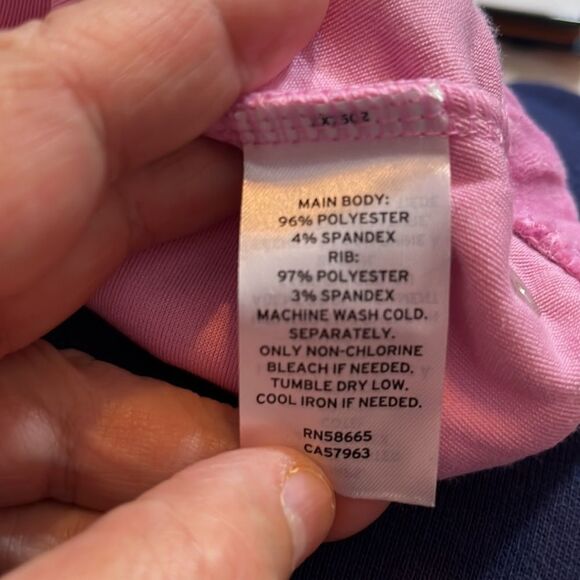 MAIN BODY:
96% POLYESTER
4% SPANDEX
RIB:
97% POLYESTER
3% SPANDEX
MACHINE WASH COLD.
SEPARATELY.
ONLY NON-CHLORINE
BLEACH IF NEEDED.
TUMBLE DRY LOW.
COOL IRON IF NEEDED.
RN58665
CA57963